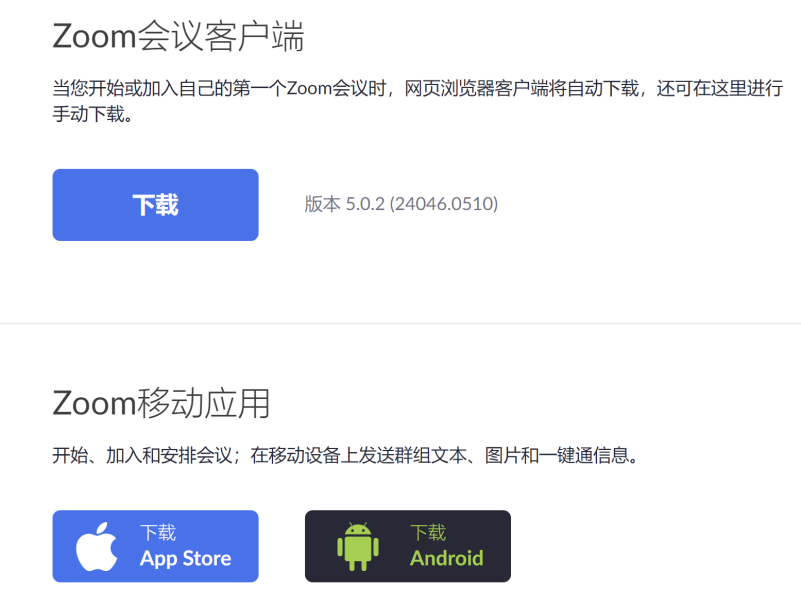 Zoom会议客户端
当您开始或加入自己的第一个Zoom会议时，网页浏览器客户端将自动下载，还可在这里进行
手动下载。
下载
版本 5.0.2 (24046.0510)
Zoom移动应用
开始、加入和安排会议；在移动设备上发送群组文本、图片和一键通信息。
下载
App Store
下载
Android